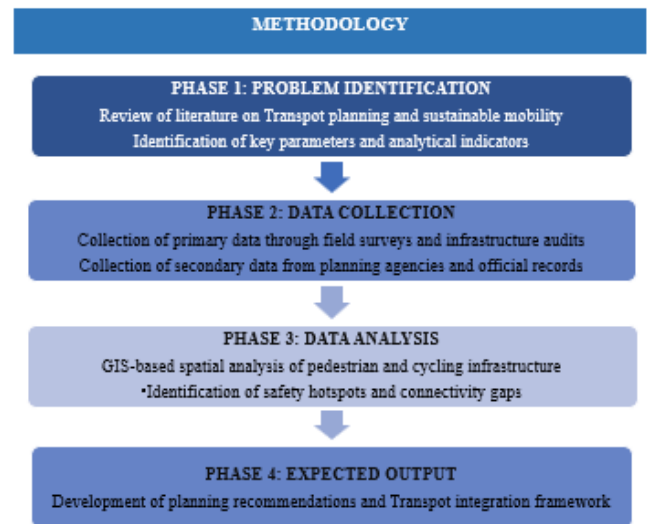 METHODOLOGY
PHASE 1: PROBLEM IDENTIFICATION
Review of literature on Transpot planning and sustainable mobility
Identification of key parameters and analytical indicators
PHASE 2: DATA COLLECTION
Collection of primary data through field surveys and infrastructure audits
Collection of secondary data from planning agencies and official records
PHASE 3: DATA ANALYSIS
GIS-based spatial analysis of pedestrian and cycling infrastructure
•Identification of safety hotspots and connectivity gaps
PHASE 4: EXPECTED OUTPUT
Development of planning recommendations and Transpot integration framework